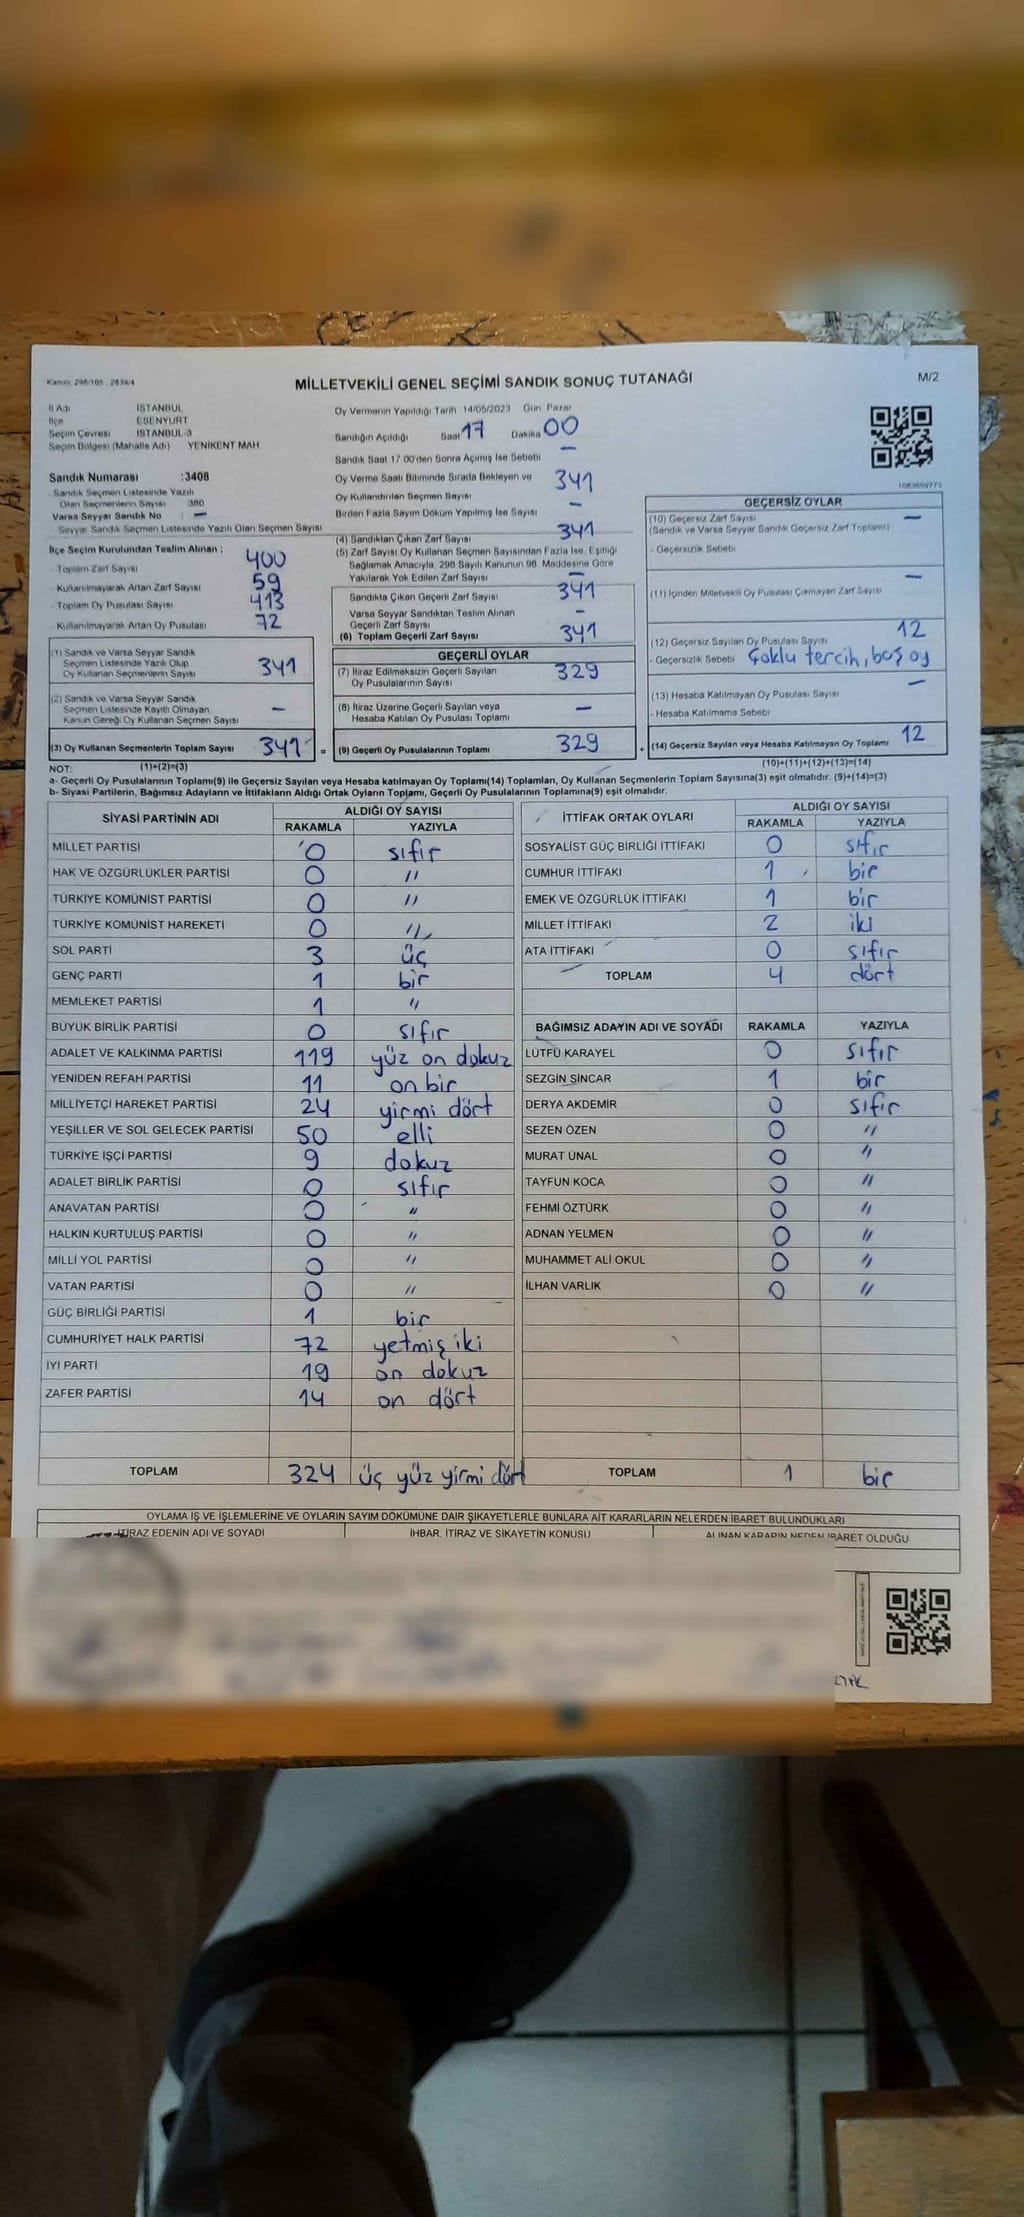 Kanun: 298/105 . 2839/4
MİLLETVEKİLİ GENEL SEÇİMİ SANDIK SONUÇ TUTANAĞI
M/2
İl Adı İSTANBUL
İlçe ESENYURT
Seçim Çevresi İSTANBUL-3
Seçim Bölgesi (Mahalle Adı) YENİKENT MAH
Sandık Numarası :3408
- Sandık Seçmen Listesinde Yazılı
Olan Seçmenlerin Sayısı 380
Varsa Seyyar Sandık No : –
- Seyyar Sandık Seçmen Listesinde Yazılı Olan Seçmen Sayısı
İlçe Seçim Kurulundan Teslim Alınan :
- Toplam Zarf Sayısı 400
- Kullanılmayarak Artan Zarf Sayısı 59
- Toplam Oy Pusulası Sayısı 413
- Kullanılmayarak Artan Oy Pusulası 72
(1) Sandık ve Varsa Seyyar Sandık
Seçmen Listesinde Yazılı Olup
Oy Kullanan Seçmenlerin Sayısı 341
(2) Sandık ve Varsa Seyyar Sandık
Seçmen Listesinde Kayıtlı Olmayan
Kanun Gereği Oy Kullanan Seçmen Sayısı –
(3) Oy Kullanan Seçmenlerin Toplam Sayısı 341 =
Oy Vermenin Yapıldığı Tarih 14/05/2023 Gün Pazar
Sandığın Açıldığı Saat 17 Dakika 00
Sandık Saat 17:00'den Sonra Açılmış İse Sebebi –
Oy Verme Saati Bitiminde Sırada Bekleyen ve
Oy Kullandırılan Seçmen Sayısı 341
Birden Fazla Sayım Döküm Yapılmış İse Sayısı –
(4) Sandıktan Çıkan Zarf Sayısı 341
(5) Zarf Sayısı Oy Kullanan Seçmen Sayısından Fazla İse, Eşitliği
Sağlamak Amacıyla, 298 Sayılı Kanunun 98. Maddesine Göre
Yakılarak Yok Edilen Zarf Sayısı –
Sandıkta Çıkan Geçerli Zarf Sayısı 341
Varsa Seyyar Sandıktan Teslim Alınan
Geçerli Zarf Sayısı –
(6) Toplam Geçerli Zarf Sayısı 341
GEÇERLİ OYLAR
(7) İtiraz Edilmeksizin Geçerli Sayılan
Oy Pusulalarının Sayısı 329
(8) İtiraz Üzerine Geçerli Sayılan veya
Hesaba Katılan Oy Pusulası Toplamı –
(9) Geçerli Oy Pusulalarının Toplamı 329 +
GEÇERSİZ OYLAR
(10) Geçersiz Zarf Sayısı –
(Sandık ve Varsa Seyyar Sandık Geçersiz Zarf Toplamı)
- Geçersizlik Sebebi
(11) İçinden Milletvekili Oy Pusulası Çıkmayan Zarf Sayısı –
(12) Geçersiz Sayılan Oy Pusulası Sayısı 12
- Geçersizlik Sebebi Çoklu tercih, boş oy
(13) Hesaba Katılmayan Oy Pusulası Sayısı –
- Hesaba Katılmama Sebebi
(14) Geçersiz Sayılan veya Hesaba Katılmayan Oy Toplamı 12
NOT: (1)+(2)=(3) (10)+(11)+(12)+(13)=(14)
a- Geçerli Oy Pusulalarının Toplamı(9) ile Geçersiz Sayılan veya Hesaba katılmayan Oy Toplamı(14) Toplamları, Oy Kullanan Seçmenlerin Toplam Sayısına(3) eşit olmalıdır. (9)+(14)=(3)
b- Siyasi Partilerin, Bağımsız Adayların ve İttifakların Aldığı Ortak Oyların Toplamı, Geçerli Oy Pusulalarının Toplamına(9) eşit olmalıdır.
SİYASİ PARTİNİN ADI ALDIĞI OY SAYISI
RAKAMLA YAZIYLA
MİLLET PARTİSİ 0 sıfır
HAK VE ÖZGÜRLÜKLER PARTİSİ 0 "
TÜRKİYE KOMÜNİST PARTİSİ 0 "
TÜRKİYE KOMÜNİST HAREKETİ 0 "
SOL PARTİ 3 üç
GENÇ PARTİ 1 bir
MEMLEKET PARTİSİ 1 "
BÜYÜK BİRLİK PARTİSİ 0 sıfır
ADALET VE KALKINMA PARTİSİ 119 yüz on dokuz
YENİDEN REFAH PARTİSİ 11 on bir
MİLLİYETÇİ HAREKET PARTİSİ 24 yirmi dört
YEŞİLLER VE SOL GELECEK PARTİSİ 50 elli
TÜRKİYE İŞÇİ PARTİSİ 9 dokuz
ADALET BİRLİK PARTİSİ 0 sıfır
ANAVATAN PARTİSİ 0 "
HALKIN KURTULUŞ PARTİSİ 0 "
MİLLİ YOL PARTİSİ 0 "
VATAN PARTİSİ 0 "
GÜÇ BİRLİĞİ PARTİSİ 1 bir
CUMHURİYET HALK PARTİSİ 72 yetmiş iki
İYİ PARTİ 19 on dokuz
ZAFER PARTİSİ 14 on dört
TOPLAM 324 üç yüz yirmi dört
İTTİFAK ORTAK OYLARI ALDIĞI OY SAYISI
RAKAMLA YAZIYLA
SOSYALİST GÜÇ BİRLİĞİ İTTİFAKI 0 sıfır
CUMHUR İTTİFAKI 1 bir
EMEK VE ÖZGÜRLÜK İTTİFAKI 1 bir
MİLLET İTTİFAKI 2 iki
ATA İTTİFAKI 0 sıfır
TOPLAM 4 dört
BAĞIMSIZ ADAYIN ADI VE SOYADI RAKAMLA YAZIYLA
LÜTFÜ KARAYEL 0 sıfır
SEZGİN SİNCAR 1 bir
DERYA AKDEMİR 0 sıfır
SEZEN ÖZEN 0 "
MURAT ÜNAL 0 "
TAYFUN KOCA 0 "
FEHMİ ÖZTÜRK 0 "
ADNAN YELMEN 0 "
MUHAMMET ALİ OKUL 0 "
İLHAN VARLIK 0 "
TOPLAM 1 bir
OYLAMA İŞ VE İŞLEMLERİNE VE OYLARIN SAYIM DÖKÜMÜNE DAİR ŞİKAYETLERLE BUNLARA AİT KARARLARIN NELERDEN İBARET BULUNDUKLARI
İTİRAZ EDENİN ADI VE SOYADI İHBAR, İTİRAZ VE ŞİKAYETİN KONUSU ALINAN KARARIN NEDEN İBARET OLDUĞU